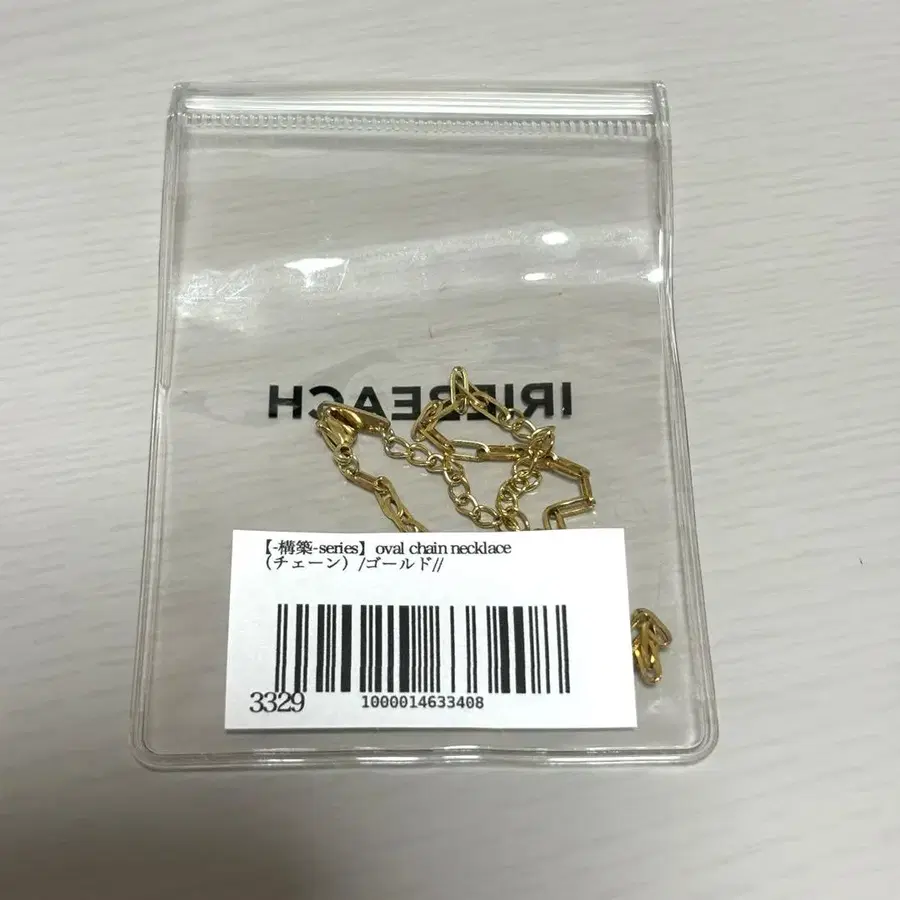 IRIEBEACH
【-構築-series】oval chain necklace
（チェーン）/ゴールド//
3329
1000014633408